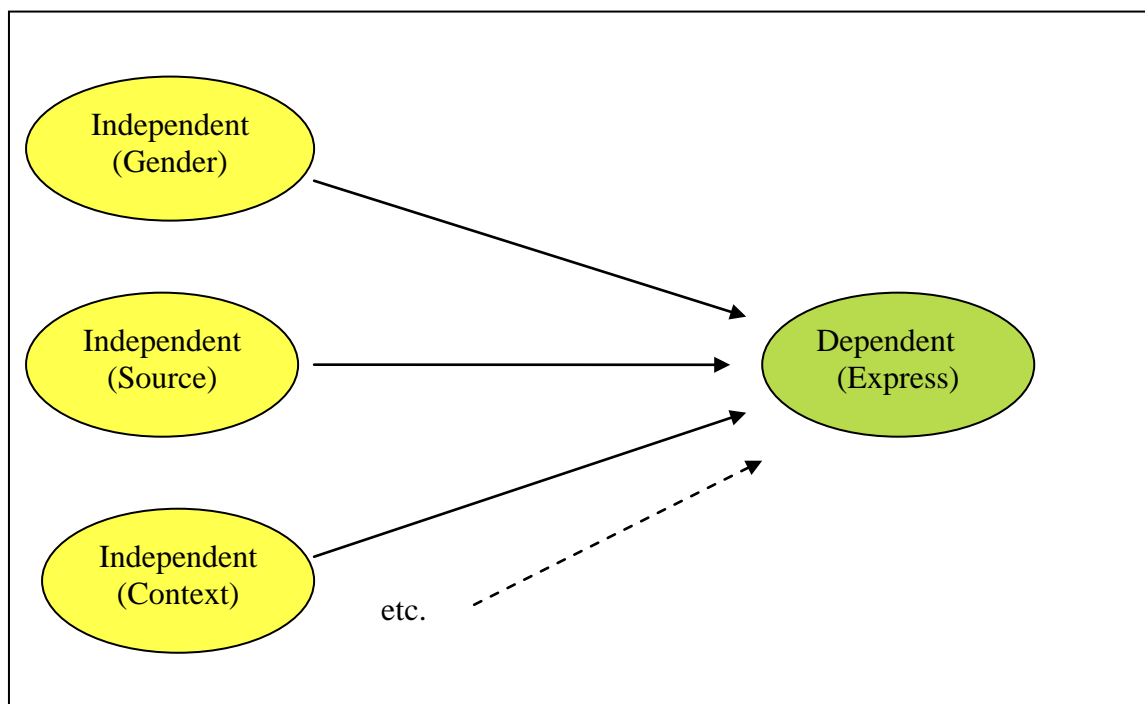 Independent
(Gender)
Independent
(Source)
Dependent
(Express)
Independent
(Context)
etc.